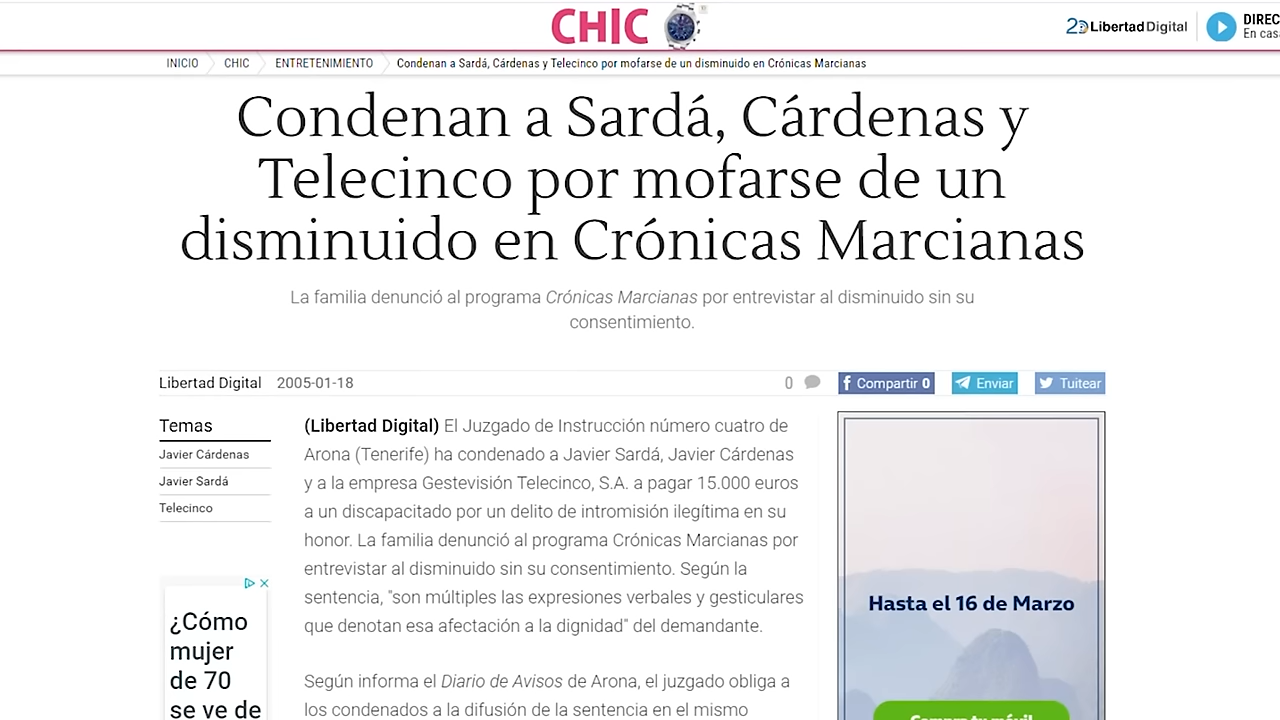 CHIC
LibertadDigital
DIREC
En casa
INICIO
CHIC
ENTRETENIMIENTO
Condenan a Sardá, Cárdenas y Telecinco por mofarse de un disminuido en Crónicas Marcianas
Condenan a Sardá, Cárdenas y
Telecinco por mofarse de un
disminuido en Crónicas Marcianas
La familia denunció al programa Crónicas Marcianas por entrevistar al disminuido sin su
consentimiento.
Libertad Digital 2005-01-18
0
Compartir 0
Enviar
Tuitear
Temas
Javier Cárdenas
Javier Sardá
Telecinco
(Libertad Digital) El Juzgado de Instrucción número cuatro de
Arona (Tenerife) ha condenado a Javier Sardá, Javier Cárdenas
y a la empresa Gestevisión Telecinco, S.A. a pagar 15.000 euros
a un discapacitado por un delito de intromisión ilegítima en su
honor. La familia denunció al programa Crónicas Marcianas por
entrevistar al disminuido sin su consentimiento. Según la
sentencia, "son múltiples las expresiones verbales y gesticulares
que denotan esa afectación a la dignidad" del demandante.
Según informa el Diario de Avisos de Arona, el juzgado obliga a
los condenados a la difusión de la sentencia en el mismo
¿Cómo
mujer
de 70
se ve de
Hasta el 16 de Marzo
Compra tu móvil